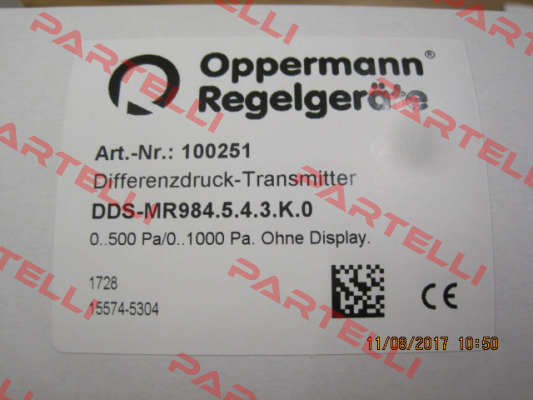 Oppermann®
Regelgeräte
Art.-Nr.: 100251
Differenzdruck-Transmitter
DDS-MR984.5.4.3.K.0
0..500 Pa/0..1000 Pa. Ohne Display.
1728
15574-5304
CE
11/08/2017 10:50
PARTELLI
PARTELLI
PARTELLI
PARTELLI
PARTELLI
PARTELLI
PARTELLI